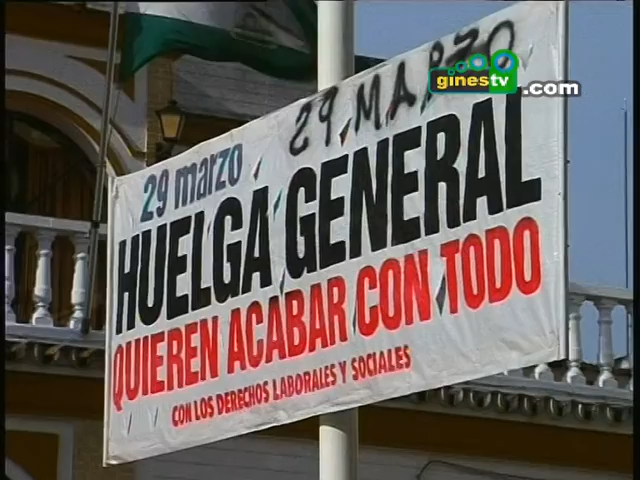 ginestv.com
29 MARZO
29 marzo
HUELGA GENERAL
QUIEREN ACABAR CON TODO
CON LOS DERECHOS LABORALES Y SOCIALES